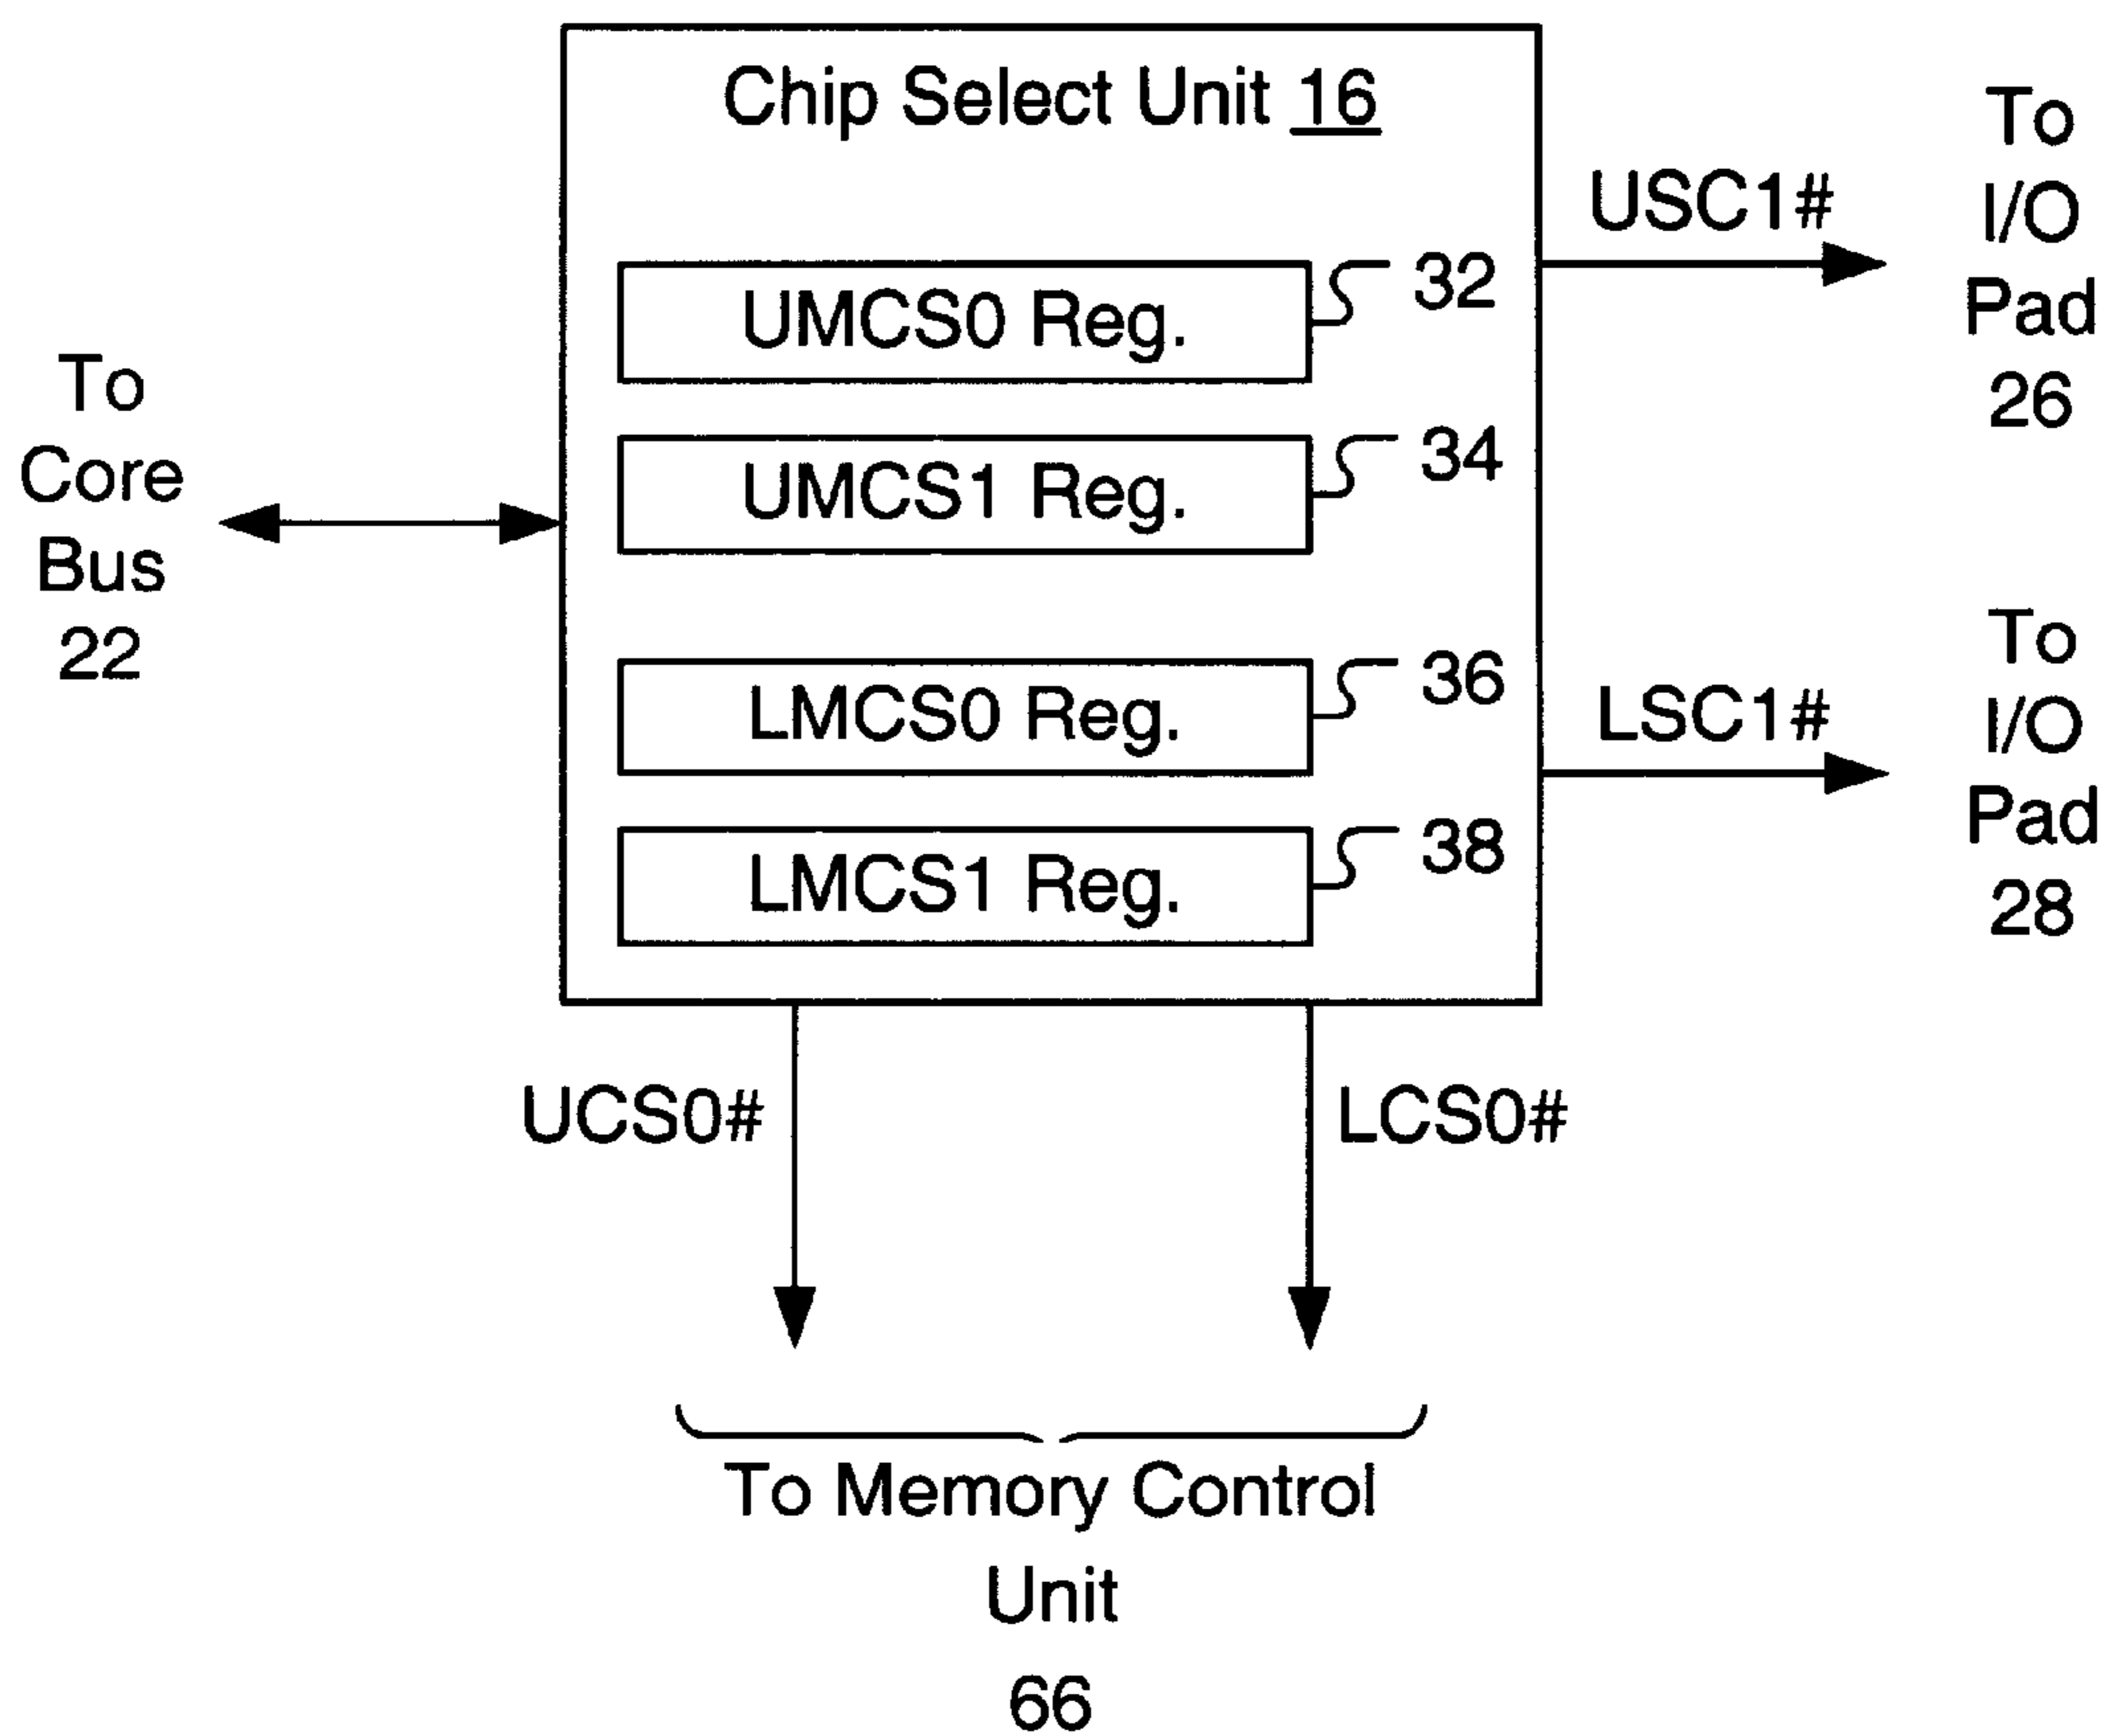 Chip Select Unit 16
USC1#
To
I/O
Pad
26
UMCS0 Reg.
32
UMCS1 Reg.
34
To
Core
Bus
22
LMCS0 Reg.
36
LMCS1 Reg.
38
LSC1#
To
I/O
Pad
28
UCS0#
LCS0#
To Memory Control
Unit
66